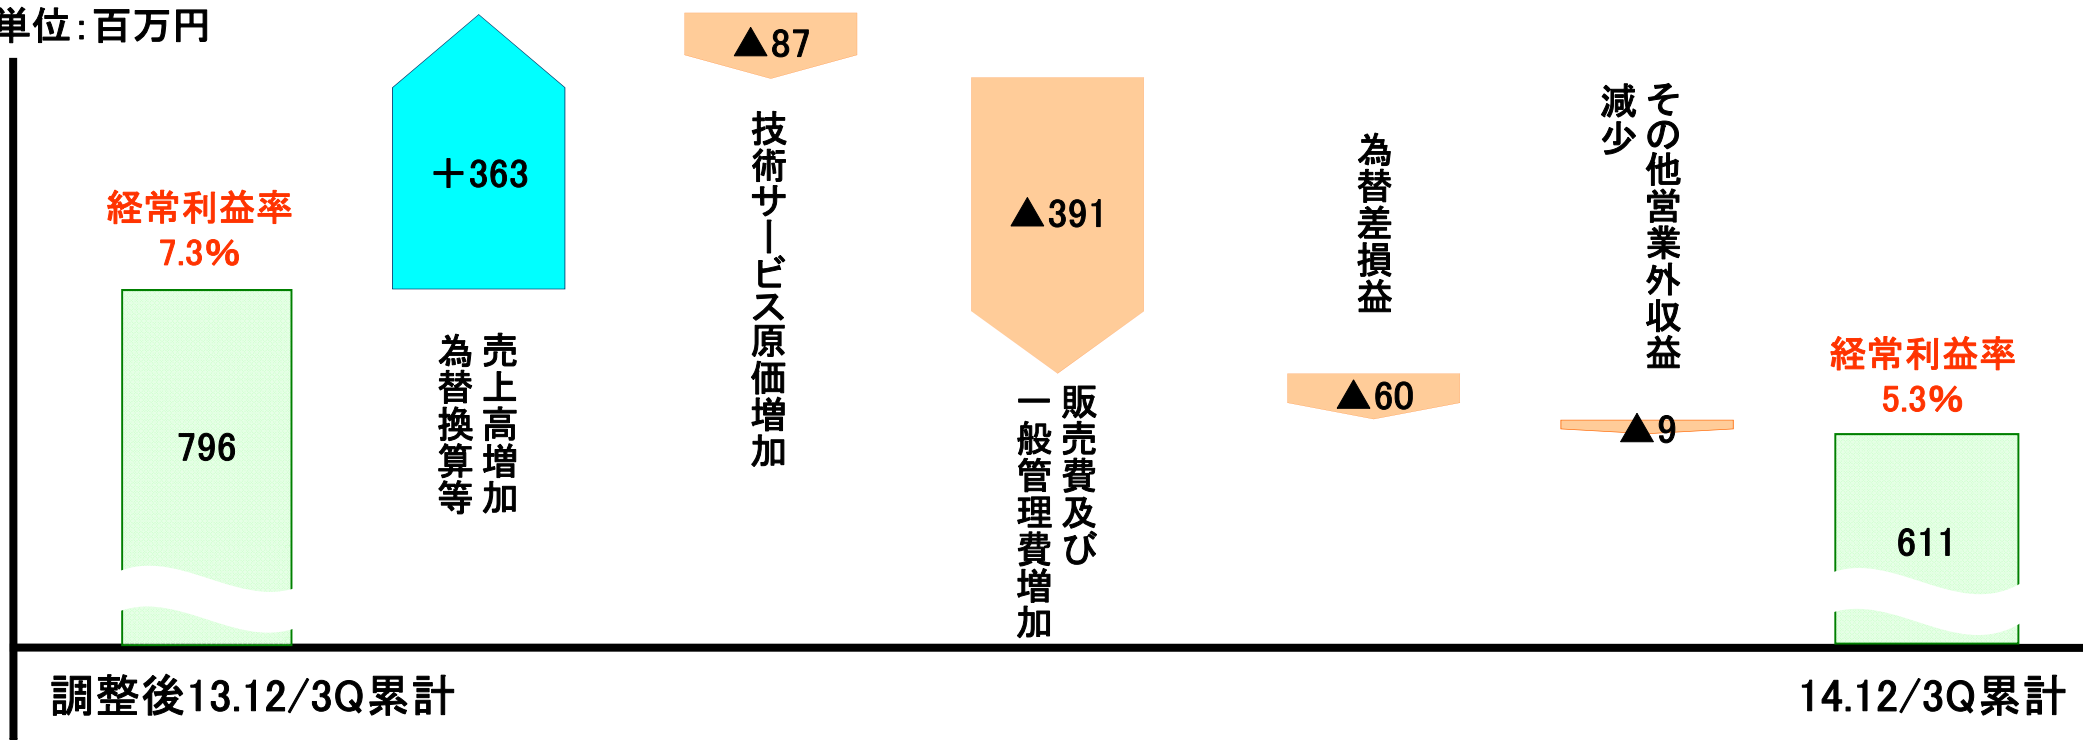 単位:百万円
経常利益率
7.3%
796
+363
売上高増加
為替換算等
▲87
技術サービス原価増加
▲391
販売費及び
一般管理費増加
為替差損益
▲60
その他営業外収益
減少
▲9
経常利益率
5.3%
611
調整後13.12/3Q累計
14.12/3Q累計